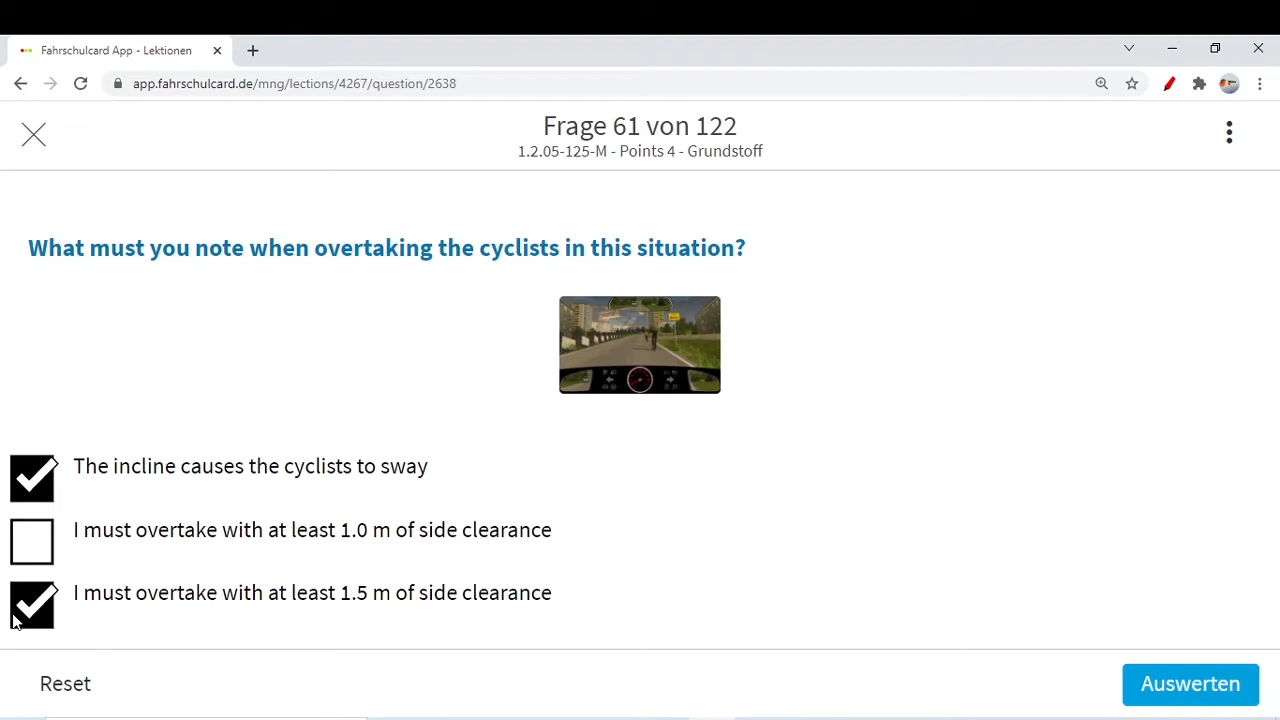 Fahrschulcard App - Lektionen
app.fahrschulcard.de/mng/lections/4267/question/2638
Frage 61 von 122
1.2.05-125-M - Points 4 - Grundstoff
What must you note when overtaking the cyclists in this situation?
The incline causes the cyclists to sway
I must overtake with at least 1.0 m of side clearance
I must overtake with at least 1.5 m of side clearance
Reset
Auswerten